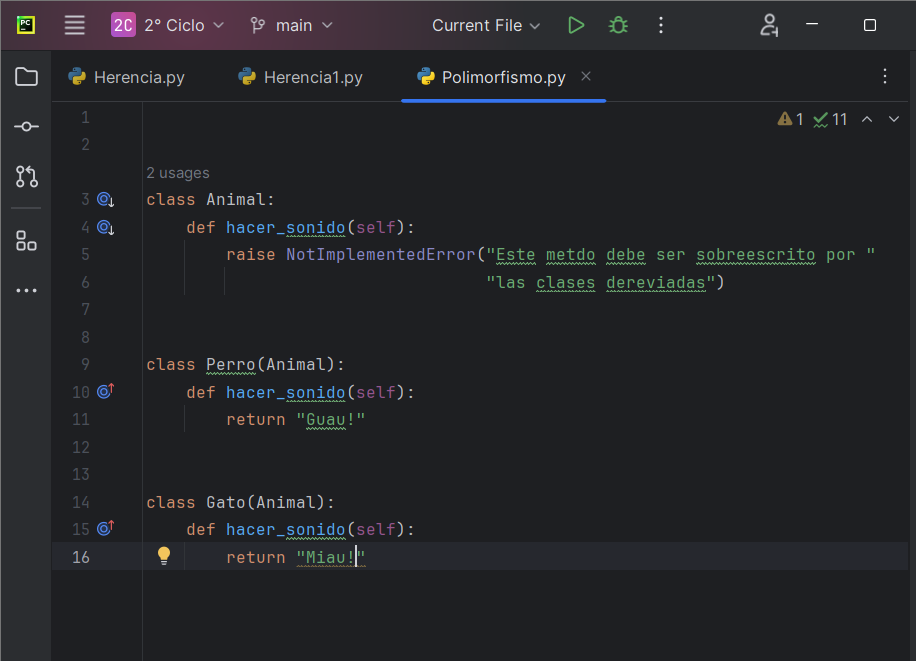 PC
2C 2° Ciclo main Current File
Herencia.py Herencia1.py Polimorfismo.py
1 1 11
2
2 usages
3 class Animal:
4 def hacer_sonido(self):
5 raise NotImplementedError("Este metdo debe ser sobreescrito por "
6 "las clases dereviadas")
7
8
9 class Perro(Animal):
10 def hacer_sonido(self):
11 return "Guau!"
12
13
14 class Gato(Animal):
15 def hacer_sonido(self):
16 return "Miau!"